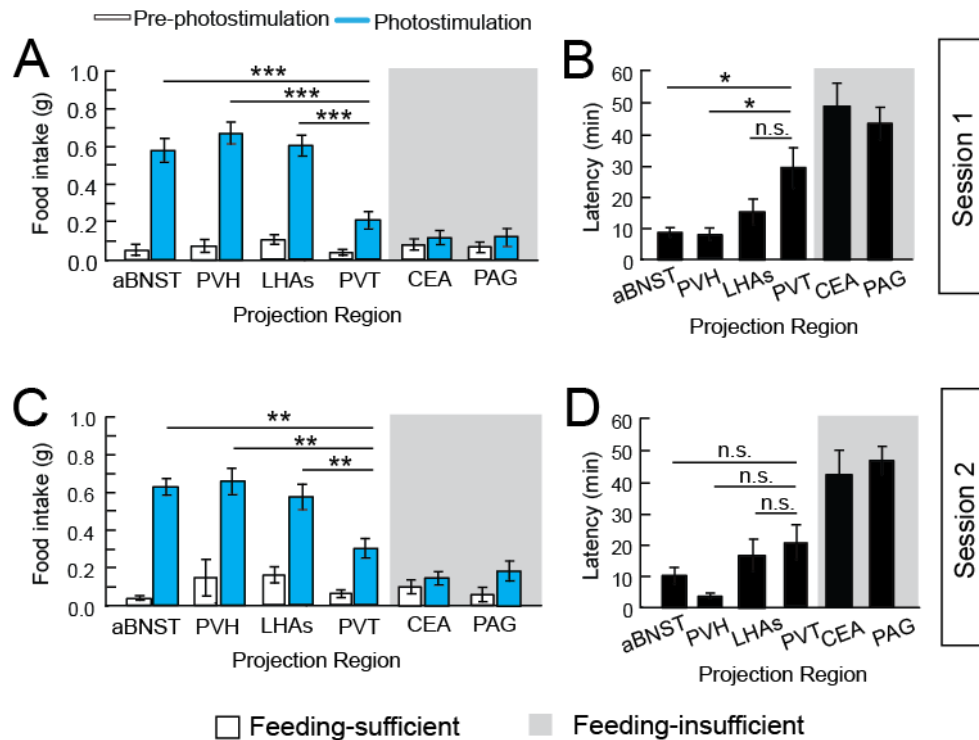 Pre-photostimulation Photostimulation
A
Food intake (g)
1.0
0.8
0.6
0.4
0.2
0.0
***
***
***
aBNST PVH LHAs PVT CEA PAG
Projection Region
B
Latency (min)
60
50
40
30
20
10
0
*
*
n.s.
aBNST PVH LHAs PVT CEA PAG
Projection Region
Session 1
C
Food intake (g)
1.0
0.8
0.6
0.4
0.2
0.0
**
**
**
aBNST PVH LHAs PVT CEA PAG
Projection Region
D
Latency (min)
60
50
40
30
20
10
0
n.s.
n.s.
n.s.
aBNST PVH LHAs PVT CEA PAG
Projection Region
Session 2
Feeding-sufficient Feeding-insufficient